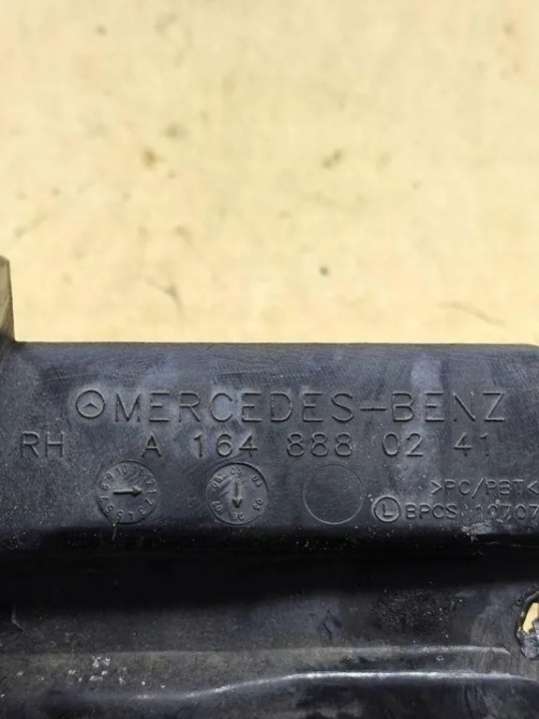 MERCEDES-BENZ
RH A 164 888 02 41
>PC/PBT<
L BPCS 10707